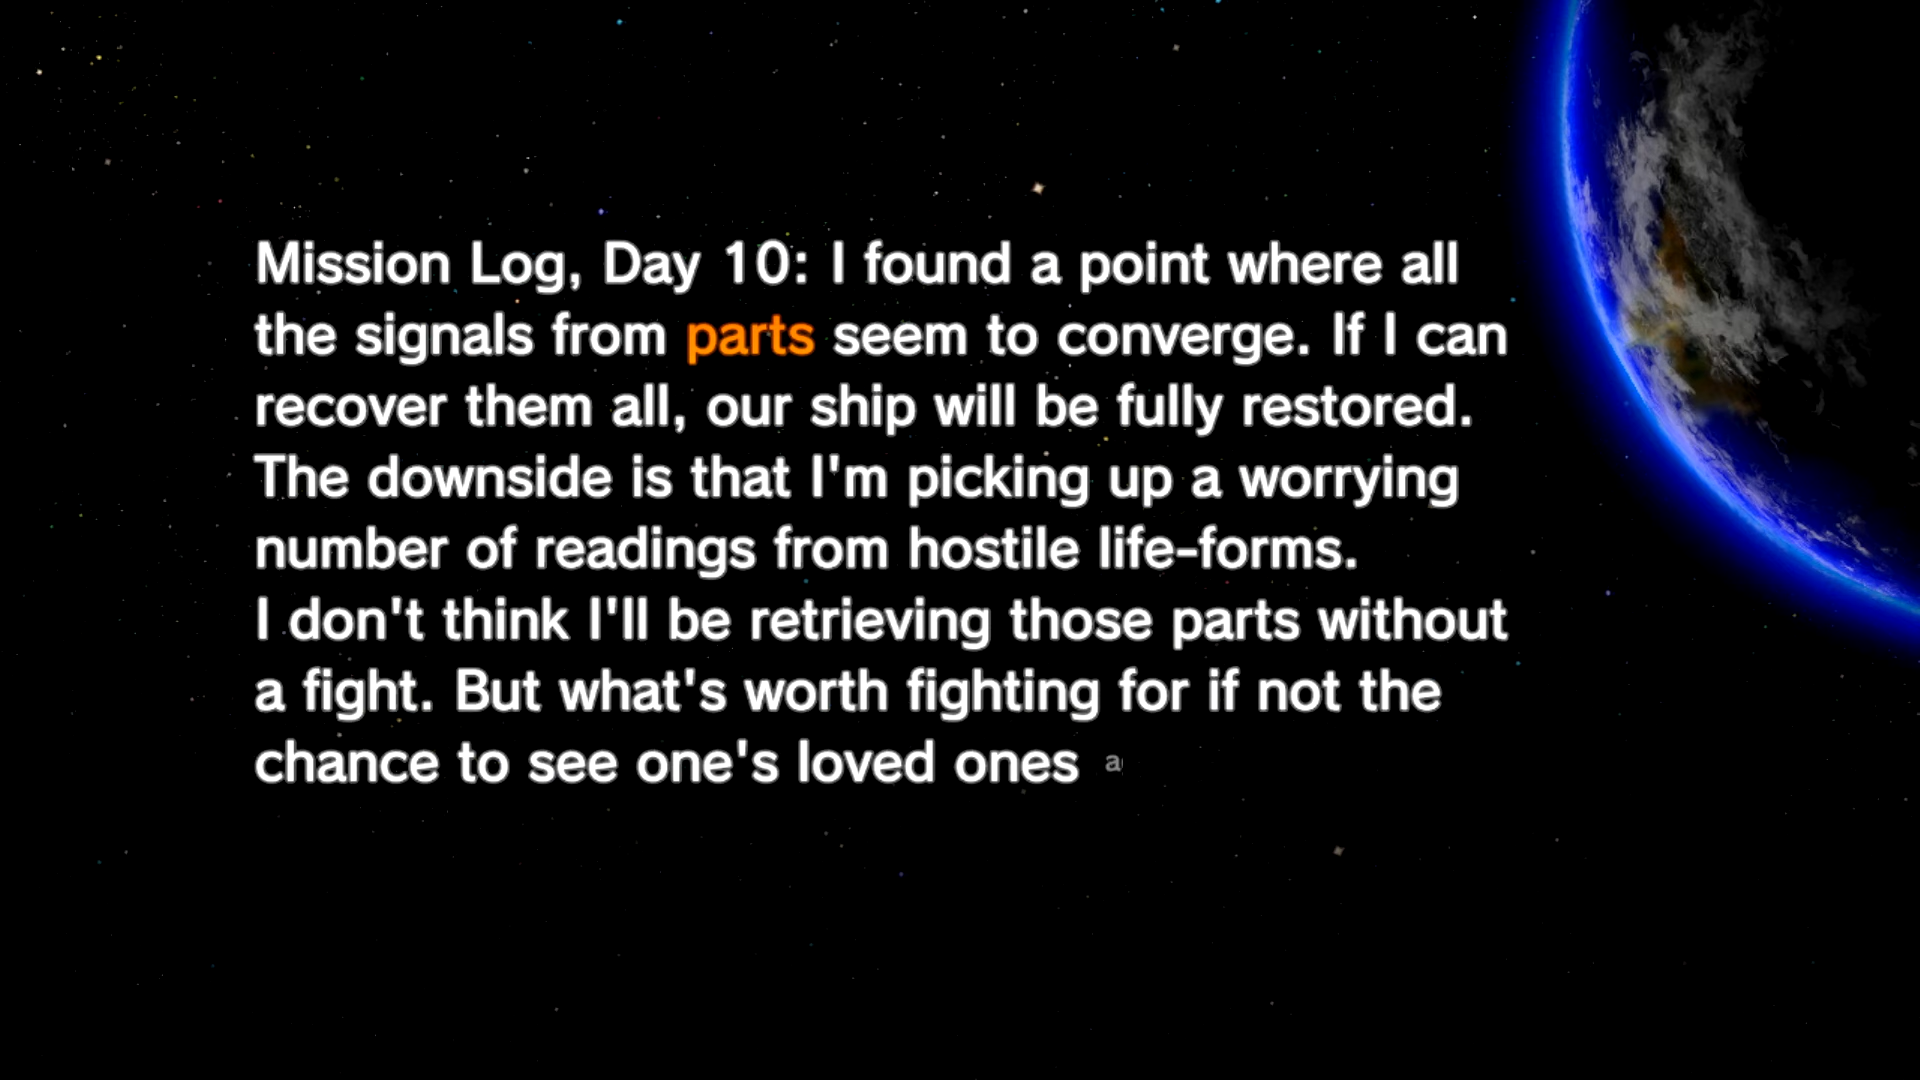 Mission Log, Day 10: I found a point where all
the signals from parts seem to converge. If I can
recover them all, our ship will be fully restored.
The downside is that I'm picking up a worrying
number of readings from hostile life-forms.
I don't think I'll be retrieving those parts without
a fight. But what's worth fighting for if not the
chance to see one's loved ones